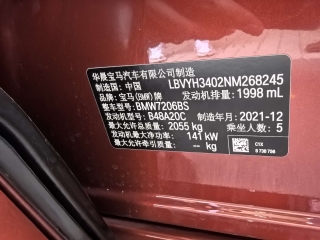 华晨宝马汽车有限公司制造
制造国：中国 LBVYH3402NM268245
品牌：宝马(BMW)牌 发动机排量：1998 mL
整车型号：BMW7206BS
发动机型号：B48A20C 制造年月：2021-12
最大允许总质量：2055 kg 乘坐人数：5
发动机最大净功率：141 kW
最大允许牵引质量：-- kg
C1X